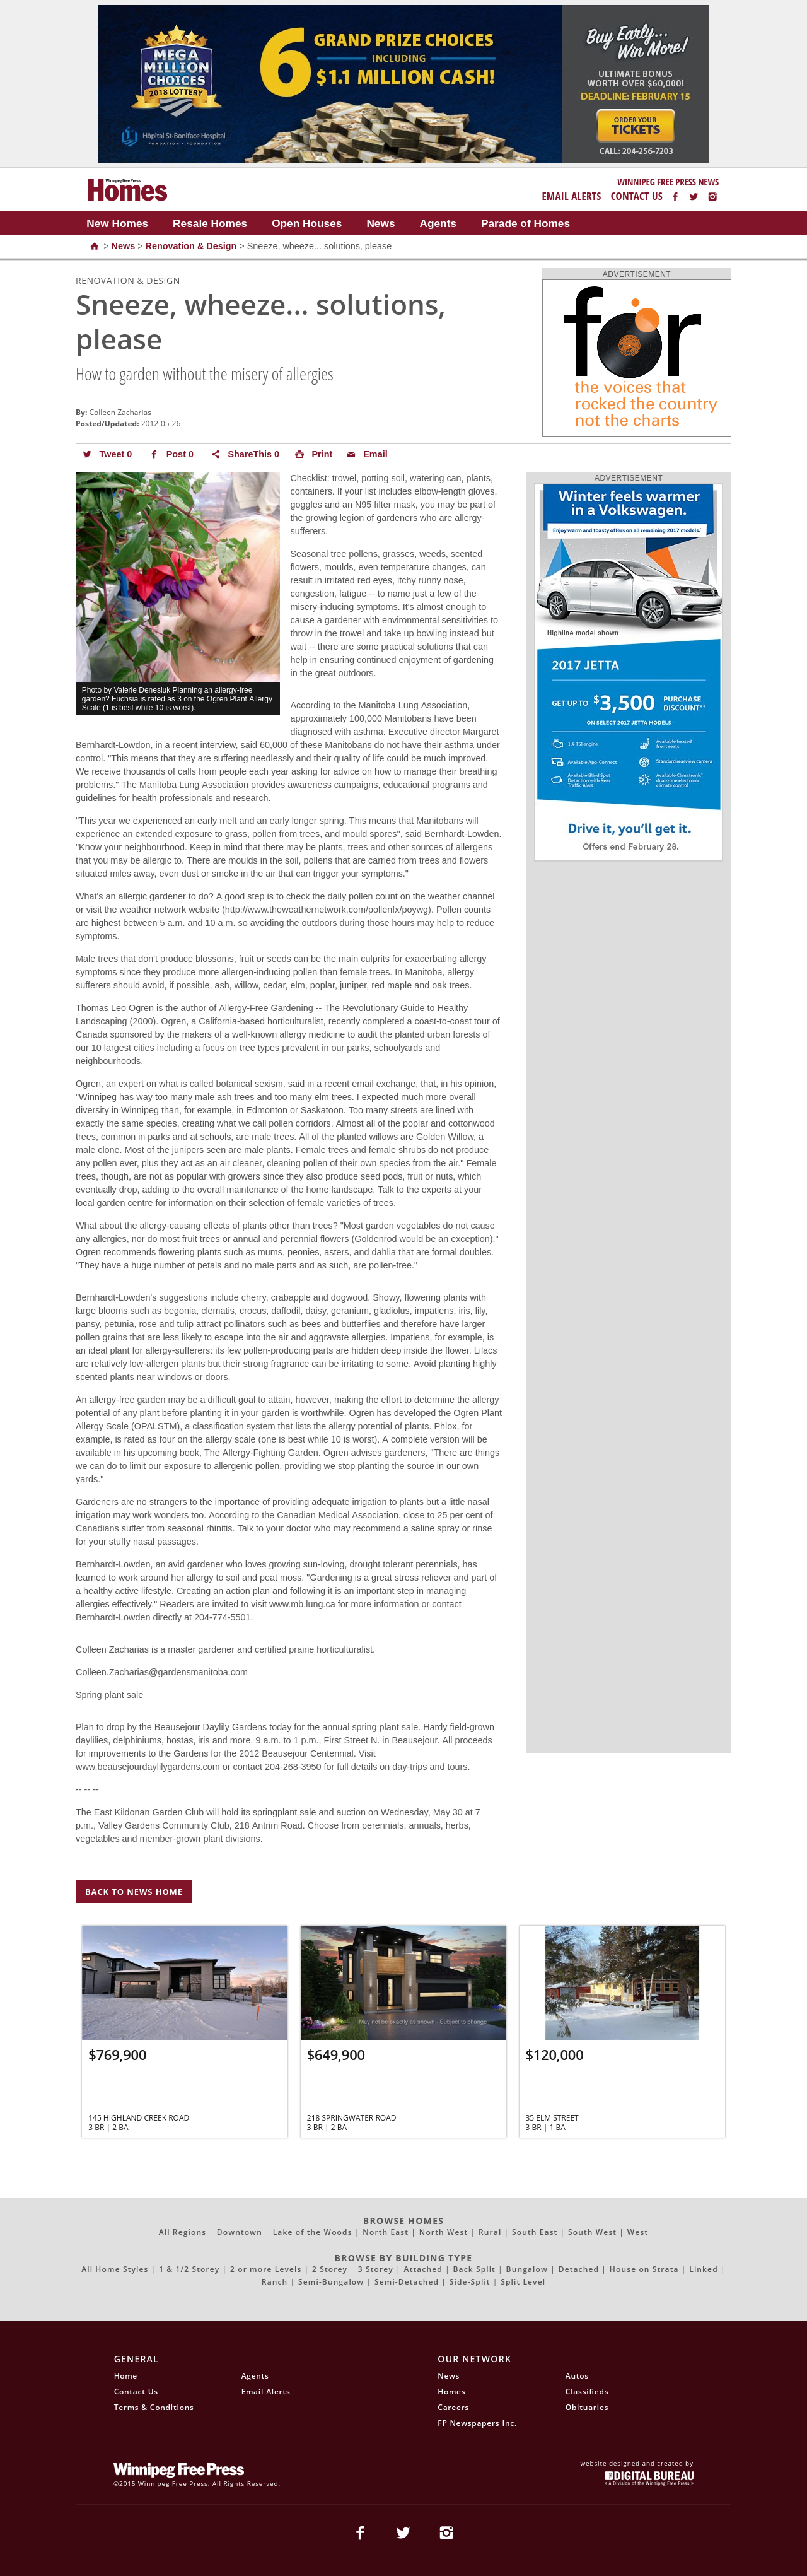 MEGA
MILLION
CHOICES
2018 LOTTERY
Hôpital St-Boniface Hospital
FONDATION • FOUNDATION
6 GRAND PRIZE CHOICES
INCLUDING
$1.1 MILLION CASH!
Buy Early...
Win More!
ULTIMATE BONUS
WORTH OVER $60,000!
DEADLINE: FEBRUARY 15
ORDER YOUR
TICKETS
CALL: 204-256-7203
Winnipeg Free Press
Homes
WINNIPEG FREE PRESS NEWS
EMAIL ALERTS CONTACT US
New Homes Resale Homes Open Houses News Agents Parade of Homes
> News > Renovation & Design > Sneeze, wheeze... solutions, please
RENOVATION & DESIGN
Sneeze, wheeze... solutions,
please
How to garden without the misery of allergies
By: Colleen Zacharias
Posted/Updated: 2012-05-26
ADVERTISEMENT
for
the voices that
rocked the country
not the charts
Tweet 0 Post 0 ShareThis 0 Print Email
Photo by Valerie Denesiuk Planning an allergy-free
garden? Fuchsia is rated as 3 on the Ogren Plant Allergy
Scale (1 is best while 10 is worst).
Checklist: trowel, potting soil, watering can, plants,
containers. If your list includes elbow-length gloves,
goggles and an N95 filter mask, you may be part of
the growing legion of gardeners who are allergy-
sufferers.
Seasonal tree pollens, grasses, weeds, scented
flowers, moulds, even temperature changes, can
result in irritated red eyes, itchy runny nose,
congestion, fatigue -- to name just a few of the
misery-inducing symptoms. It's almost enough to
cause a gardener with environmental sensitivities to
throw in the trowel and take up bowling instead but
wait -- there are some practical solutions that can
help in ensuring continued enjoyment of gardening
in the great outdoors.
According to the Manitoba Lung Association,
approximately 100,000 Manitobans have been
diagnosed with asthma. Executive director Margaret
Bernhardt-Lowdon, in a recent interview, said 60,000 of these Manitobans do not have their asthma under
control. "This means that they are suffering needlessly and their quality of life could be much improved.
We receive thousands of calls from people each year asking for advice on how to manage their breathing
problems." The Manitoba Lung Association provides awareness campaigns, educational programs and
guidelines for health professionals and research.
"This year we experienced an early melt and an early longer spring. This means that Manitobans will
experience an extended exposure to grass, pollen from trees, and mould spores", said Bernhardt-Lowden.
"Know your neighbourhood. Keep in mind that there may be plants, trees and other sources of allergens
that you may be allergic to. There are moulds in the soil, pollens that are carried from trees and flowers
situated miles away, even dust or smoke in the air that can trigger your symptoms."
What's an allergic gardener to do? A good step is to check the daily pollen count on the weather channel
or visit the weather network website (http://www.theweathernetwork.com/pollenfx/poywg). Pollen counts
are highest between 5 a.m. and 10 a.m. so avoiding the outdoors during those hours may help to reduce
symptoms.
Male trees that don't produce blossoms, fruit or seeds can be the main culprits for exacerbating allergy
symptoms since they produce more allergen-inducing pollen than female trees. In Manitoba, allergy
sufferers should avoid, if possible, ash, willow, cedar, elm, poplar, juniper, red maple and oak trees.
Thomas Leo Ogren is the author of Allergy-Free Gardening -- The Revolutionary Guide to Healthy
Landscaping (2000). Ogren, a California-based horticulturalist, recently completed a coast-to-coast tour of
Canada sponsored by the makers of a well-known allergy medicine to audit the planted urban forests of
our 10 largest cities including a focus on tree types prevalent in our parks, schoolyards and
neighbourhoods.
Ogren, an expert on what is called botanical sexism, said in a recent email exchange, that, in his opinion,
"Winnipeg has way too many male ash trees and too many elm trees. I expected much more overall
diversity in Winnipeg than, for example, in Edmonton or Saskatoon. Too many streets are lined with
exactly the same species, creating what we call pollen corridors. Almost all of the poplar and cottonwood
trees, common in parks and at schools, are male trees. All of the planted willows are Golden Willow, a
male clone. Most of the junipers seen are male plants. Female trees and female shrubs do not produce
any pollen ever, plus they act as an air cleaner, cleaning pollen of their own species from the air." Female
trees, though, are not as popular with growers since they also produce seed pods, fruit or nuts, which
eventually drop, adding to the overall maintenance of the home landscape. Talk to the experts at your
local garden centre for information on their selection of female varieties of trees.
What about the allergy-causing effects of plants other than trees? "Most garden vegetables do not cause
any allergies, nor do most fruit trees or annual and perennial flowers (Goldenrod would be an exception)."
Ogren recommends flowering plants such as mums, peonies, asters, and dahlia that are formal doubles.
"They have a huge number of petals and no male parts and as such, are pollen-free."
Bernhardt-Lowden's suggestions include cherry, crabapple and dogwood. Showy, flowering plants with
large blooms such as begonia, clematis, crocus, daffodil, daisy, geranium, gladiolus, impatiens, iris, lily,
pansy, petunia, rose and tulip attract pollinators such as bees and butterflies and therefore have larger
pollen grains that are less likely to escape into the air and aggravate allergies. Impatiens, for example, is
an ideal plant for allergy-sufferers: its few pollen-producing parts are hidden deep inside the flower. Lilacs
are relatively low-allergen plants but their strong fragrance can be irritating to some. Avoid planting highly
scented plants near windows or doors.
An allergy-free garden may be a difficult goal to attain, however, making the effort to determine the allergy
potential of any plant before planting it in your garden is worthwhile. Ogren has developed the Ogren Plant
Allergy Scale (OPALSTM), a classification system that lists the allergy potential of plants. Phlox, for
example, is rated as four on the allergy scale (one is best while 10 is worst). A complete version will be
available in his upcoming book, The Allergy-Fighting Garden. Ogren advises gardeners, "There are things
we can do to limit our exposure to allergenic pollen, providing we stop planting the source in our own
yards."
Gardeners are no strangers to the importance of providing adequate irrigation to plants but a little nasal
irrigation may work wonders too. According to the Canadian Medical Association, close to 25 per cent of
Canadians suffer from seasonal rhinitis. Talk to your doctor who may recommend a saline spray or rinse
for your stuffy nasal passages.
Bernhardt-Lowden, an avid gardener who loves growing sun-loving, drought tolerant perennials, has
learned to work around her allergy to soil and peat moss. "Gardening is a great stress reliever and part of
a healthy active lifestyle. Creating an action plan and following it is an important step in managing
allergies effectively." Readers are invited to visit www.mb.lung.ca for more information or contact
Bernhardt-Lowden directly at 204-774-5501.
Colleen Zacharias is a master gardener and certified prairie horticulturalist.
Colleen.Zacharias@gardensmanitoba.com
Spring plant sale
Plan to drop by the Beausejour Daylily Gardens today for the annual spring plant sale. Hardy field-grown
daylilies, delphiniums, hostas, iris and more. 9 a.m. to 1 p.m., First Street N. in Beausejour. All proceeds
for improvements to the Gardens for the 2012 Beausejour Centennial. Visit
www.beausejourdaylilygardens.com or contact 204-268-3950 for full details on day-trips and tours.
-- -- --
The East Kildonan Garden Club will hold its springplant sale and auction on Wednesday, May 30 at 7
p.m., Valley Gardens Community Club, 218 Antrim Road. Choose from perennials, annuals, herbs,
vegetables and member-grown plant divisions.
ADVERTISEMENT
Winter feels warmer
in a Volkswagen.
Enjoy warm and toasty offers on all remaining 2017 models.*
Highline model shown
2017 JETTA
GET UP TO $3,500 PURCHASE
DISCOUNT**
ON SELECT 2017 JETTA MODELS
1.4 TSI engine
Available heated
front seats
Available App-Connect
Standard rearview camera
Available Blind Spot
Detection with Rear
Traffic Alert
Available Climatronic®
dual zone electronic
climate control
Drive it, you'll get it.
Offers end February 28.
BACK TO NEWS HOME
$769,900
145 HIGHLAND CREEK ROAD
3 BR | 2 BA
May not be exactly as shown - Subject to change
$649,900
218 SPRINGWATER ROAD
3 BR | 2 BA
$120,000
35 ELM STREET
3 BR | 1 BA
BROWSE HOMES
All Regions | Downtown | Lake of the Woods | North East | North West | Rural | South East | South West | West
BROWSE BY BUILDING TYPE
All Home Styles | 1 & 1/2 Storey | 2 or more Levels | 2 Storey | 3 Storey | Attached | Back Split | Bungalow | Detached | House on Strata | Linked |
Ranch | Semi-Bungalow | Semi-Detached | Side-Split | Split Level
GENERAL
Home Agents
Contact Us Email Alerts
Terms & Conditions
OUR NETWORK
News Autos
Homes Classifieds
Careers Obituaries
FP Newspapers Inc.
Winnipeg Free Press
©2015 Winnipeg Free Press. All Rights Reserved.
website designed and created by
DIGITAL BUREAU
< A Division of the Winnipeg Free Press >